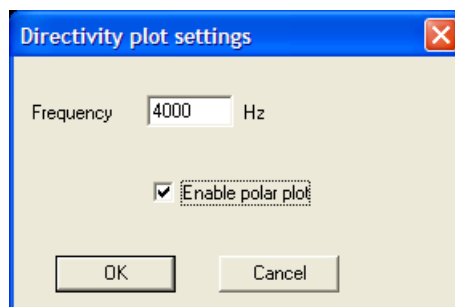 Directivity plot settings
Frequency 4000 Hz
Enable polar plot
OK Cancel